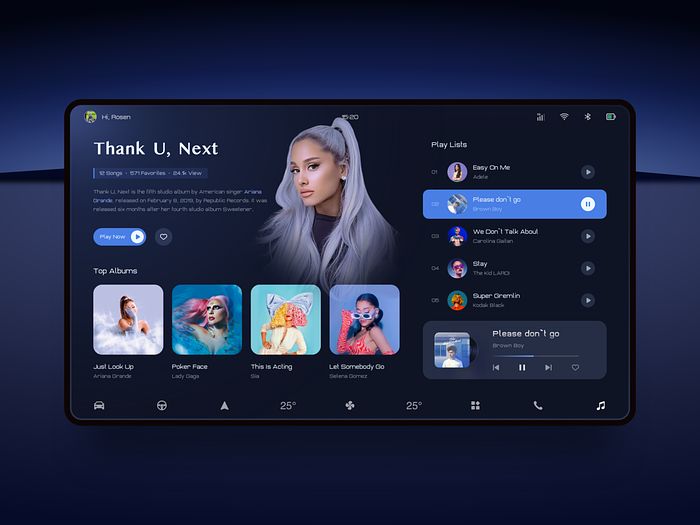 Hi, Rosen
15:20
Thank U, Next
12 Songs • 571 Favorites • 24.1k View
Thank U, Next is the fifth studio album by American singer Ariana
Grande, released on February 8, 2019, by Republic Records. It was
released six months after her fourth studio album Sweetener,
Play Now
Top Albums
Just Look Up
Ariana Grande
Poker Face
Lady Gaga
This Is Acting
Sia
Let Somebody Go
Selena Gomez
Play Lists
01
Easy On Me
Adele
02
Please don`t go
Brown Boy
03
We Don`t Talk About
Carolina Gaitan
04
Stay
The Kid LAROI
05
Super Gremlin
Kodak Black
Please don`t go
Brown Boy
25°
25°